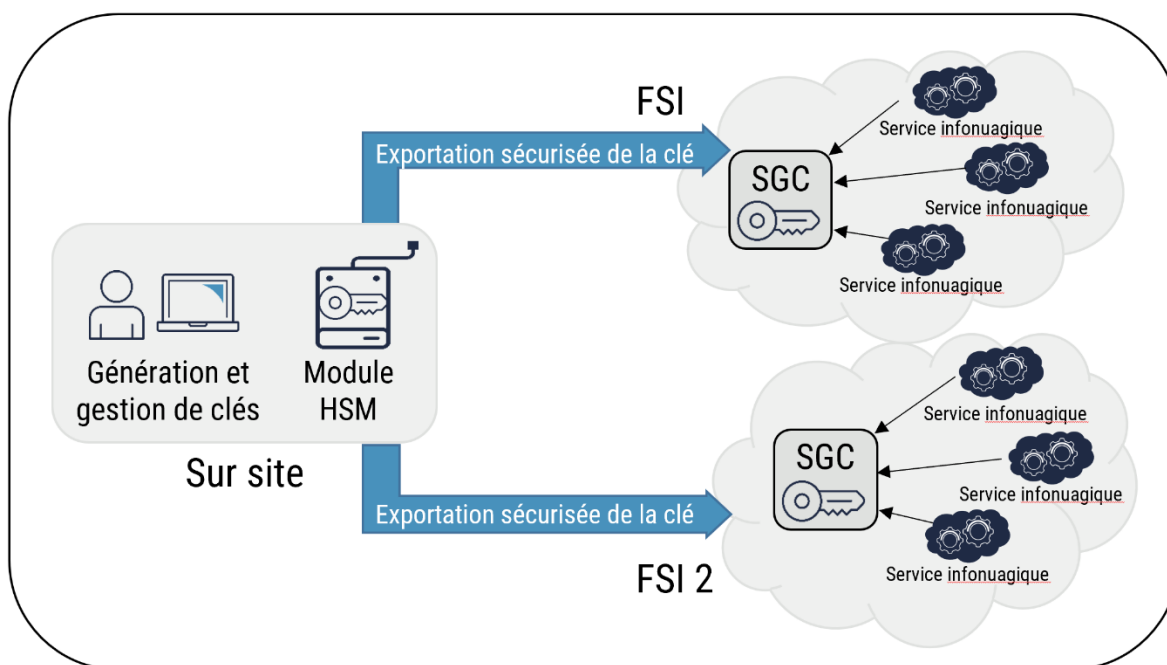 FSI
Exportation sécurisée de la clé
SGC
Service infonuagique
Service infonuagique
Service infonuagique
Génération et
gestion de clés
Module
HSM
Sur site
Exportation sécurisée de la clé
FSI 2
SGC
Service infonuagique
Service infonuagique
Service infonuagique